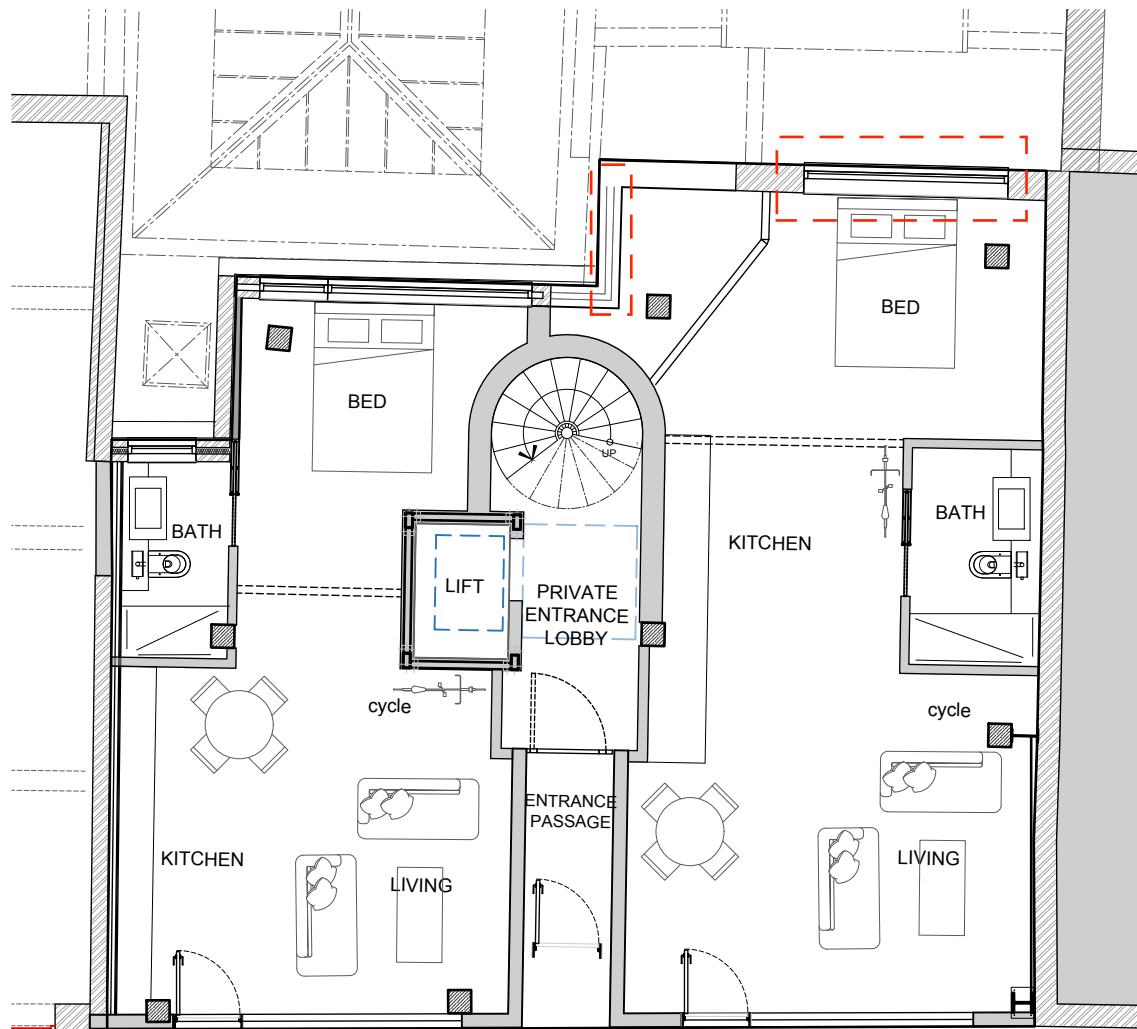 BED
BED
UP
BATH
BATH
KITCHEN
LIFT
PRIVATE
ENTRANCE
LOBBY
cycle
cycle
ENTRANCE
PASSAGE
KITCHEN
LIVING
LIVING